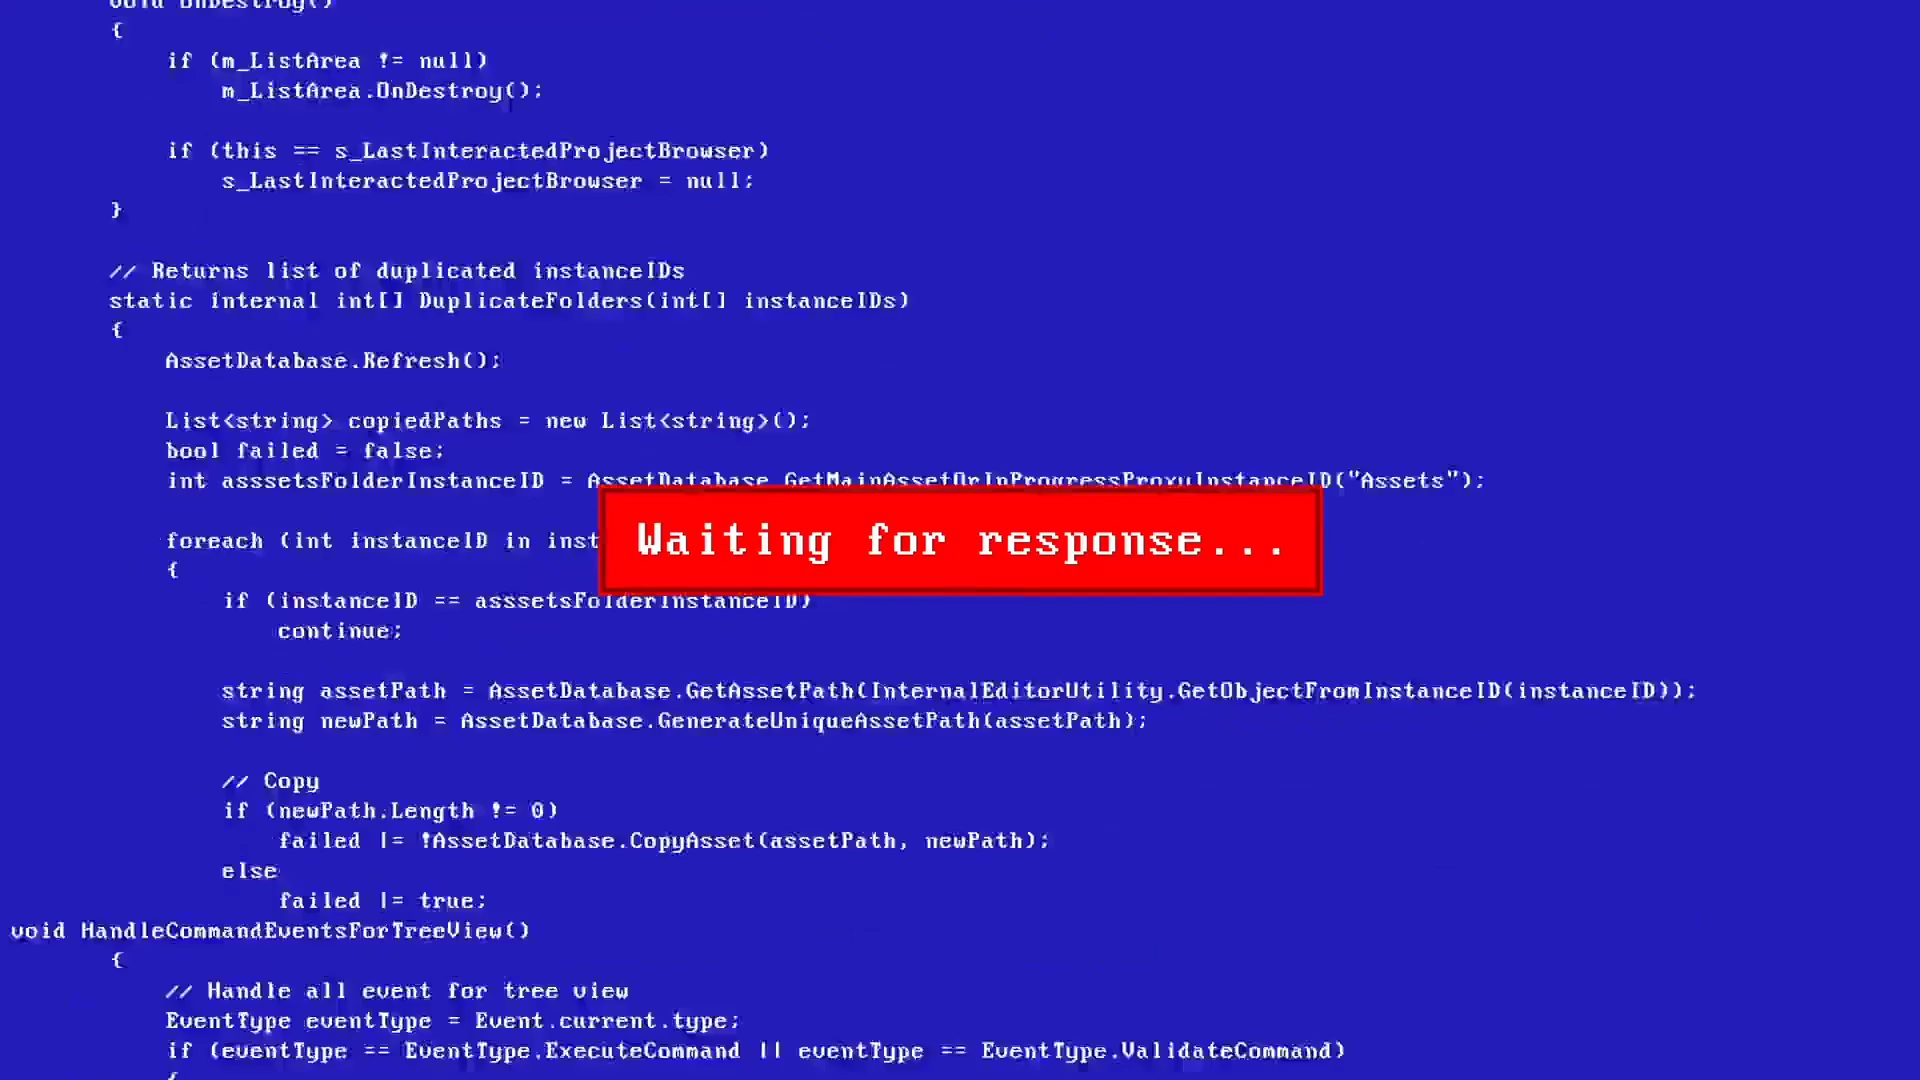 void OnDestroy()
{
if (m_ListArea != null)
m_ListArea.OnDestroy();
if (this == s_LastInteractedProjectBrowser)
s_LastInteractedProjectBrowser = null;
}
// Returns list of duplicated instanceIDs
static internal int[] DuplicateFolders(int[] instanceIDs)
{
AssetDatabase.Refresh();
List<string> copiedPaths = new List<string>();
bool failed = false;
int asssetsFolderInstanceID = AssetDatabase.GetMainAssetOrInProgressProxyInstanceID("Assets");
foreach (int instanceID in inst
Waiting for response...
{
if (instanceID == asssetsFolderInstanceID)
continue;
string assetPath = AssetDatabase.GetAssetPath(InternalEditorUtility.GetObjectFromInstanceID(instanceID));
string newPath = AssetDatabase.GenerateUniqueAssetPath(assetPath);
// Copy
if (newPath.Length != 0)
failed |= !AssetDatabase.CopyAsset(assetPath, newPath);
else
failed |= true;
void HandleCommandEventsForTreeView()
{
// Handle all event for tree view
EventType eventType = Event.current.type;
if (eventType == EventType.ExecuteCommand || eventType == EventType.ValidateCommand)
{